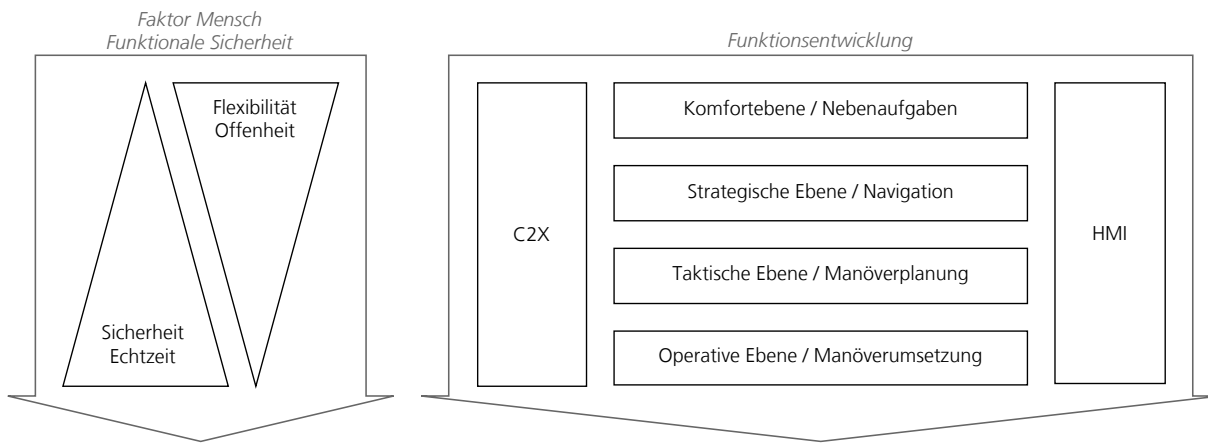 Faktor Mensch
Funktionale Sicherheit
Flexibilität
Offenheit
Sicherheit
Echtzeit
Funktionsentwicklung
C2X
Komfortebene / Nebenaufgaben
Strategische Ebene / Navigation
Taktische Ebene / Manöverplanung
Operative Ebene / Manöverumsetzung
HMI